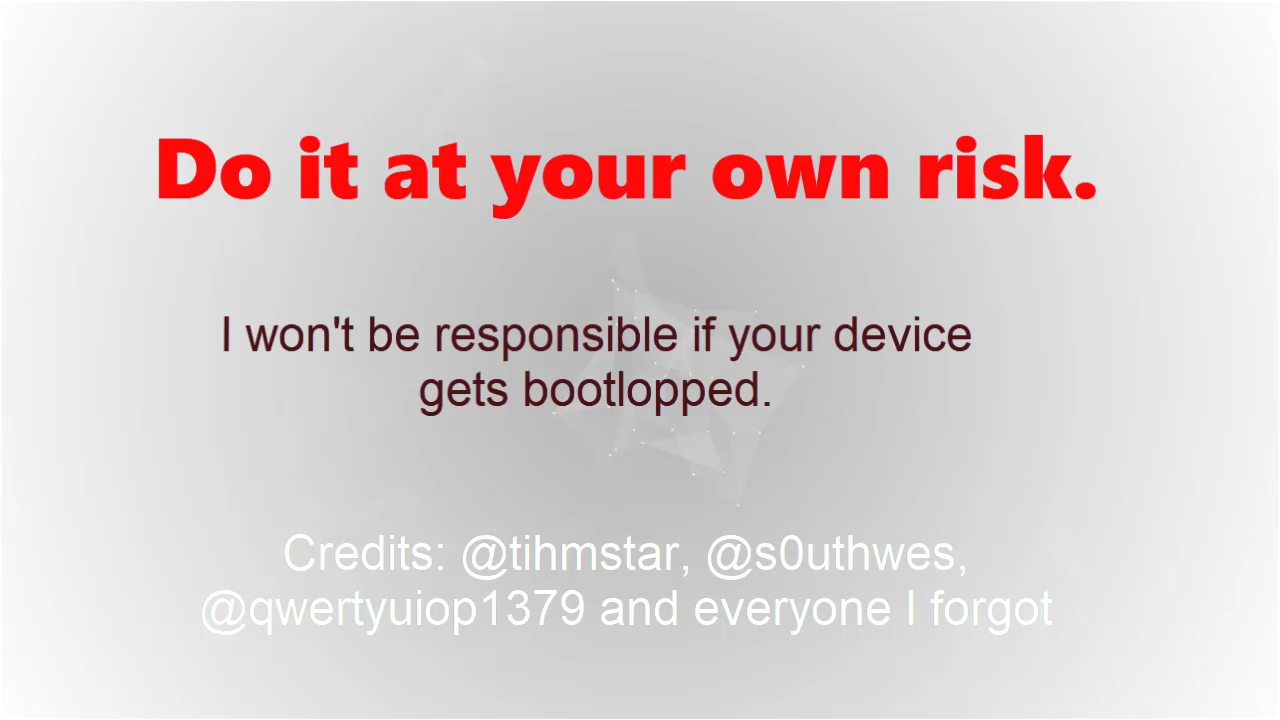 Do it at your own risk.
I won't be responsible if your device
gets bootlopped.
Credits: @tihmstar, @s0uthwes,
@qwertyuiop1379 and everyone I forgot